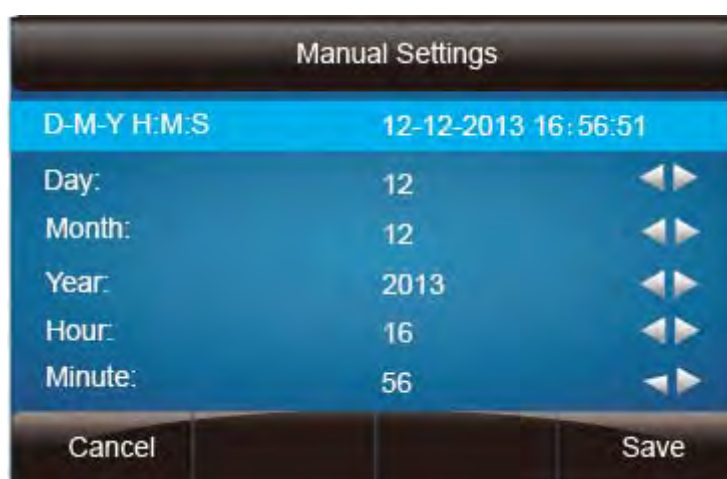 Manual Settings
D-M-Y H:M:S 12-12-2013 16:56:51
Day: 12
Month: 12
Year: 2013
Hour: 16
Minute: 56
Cancel Save